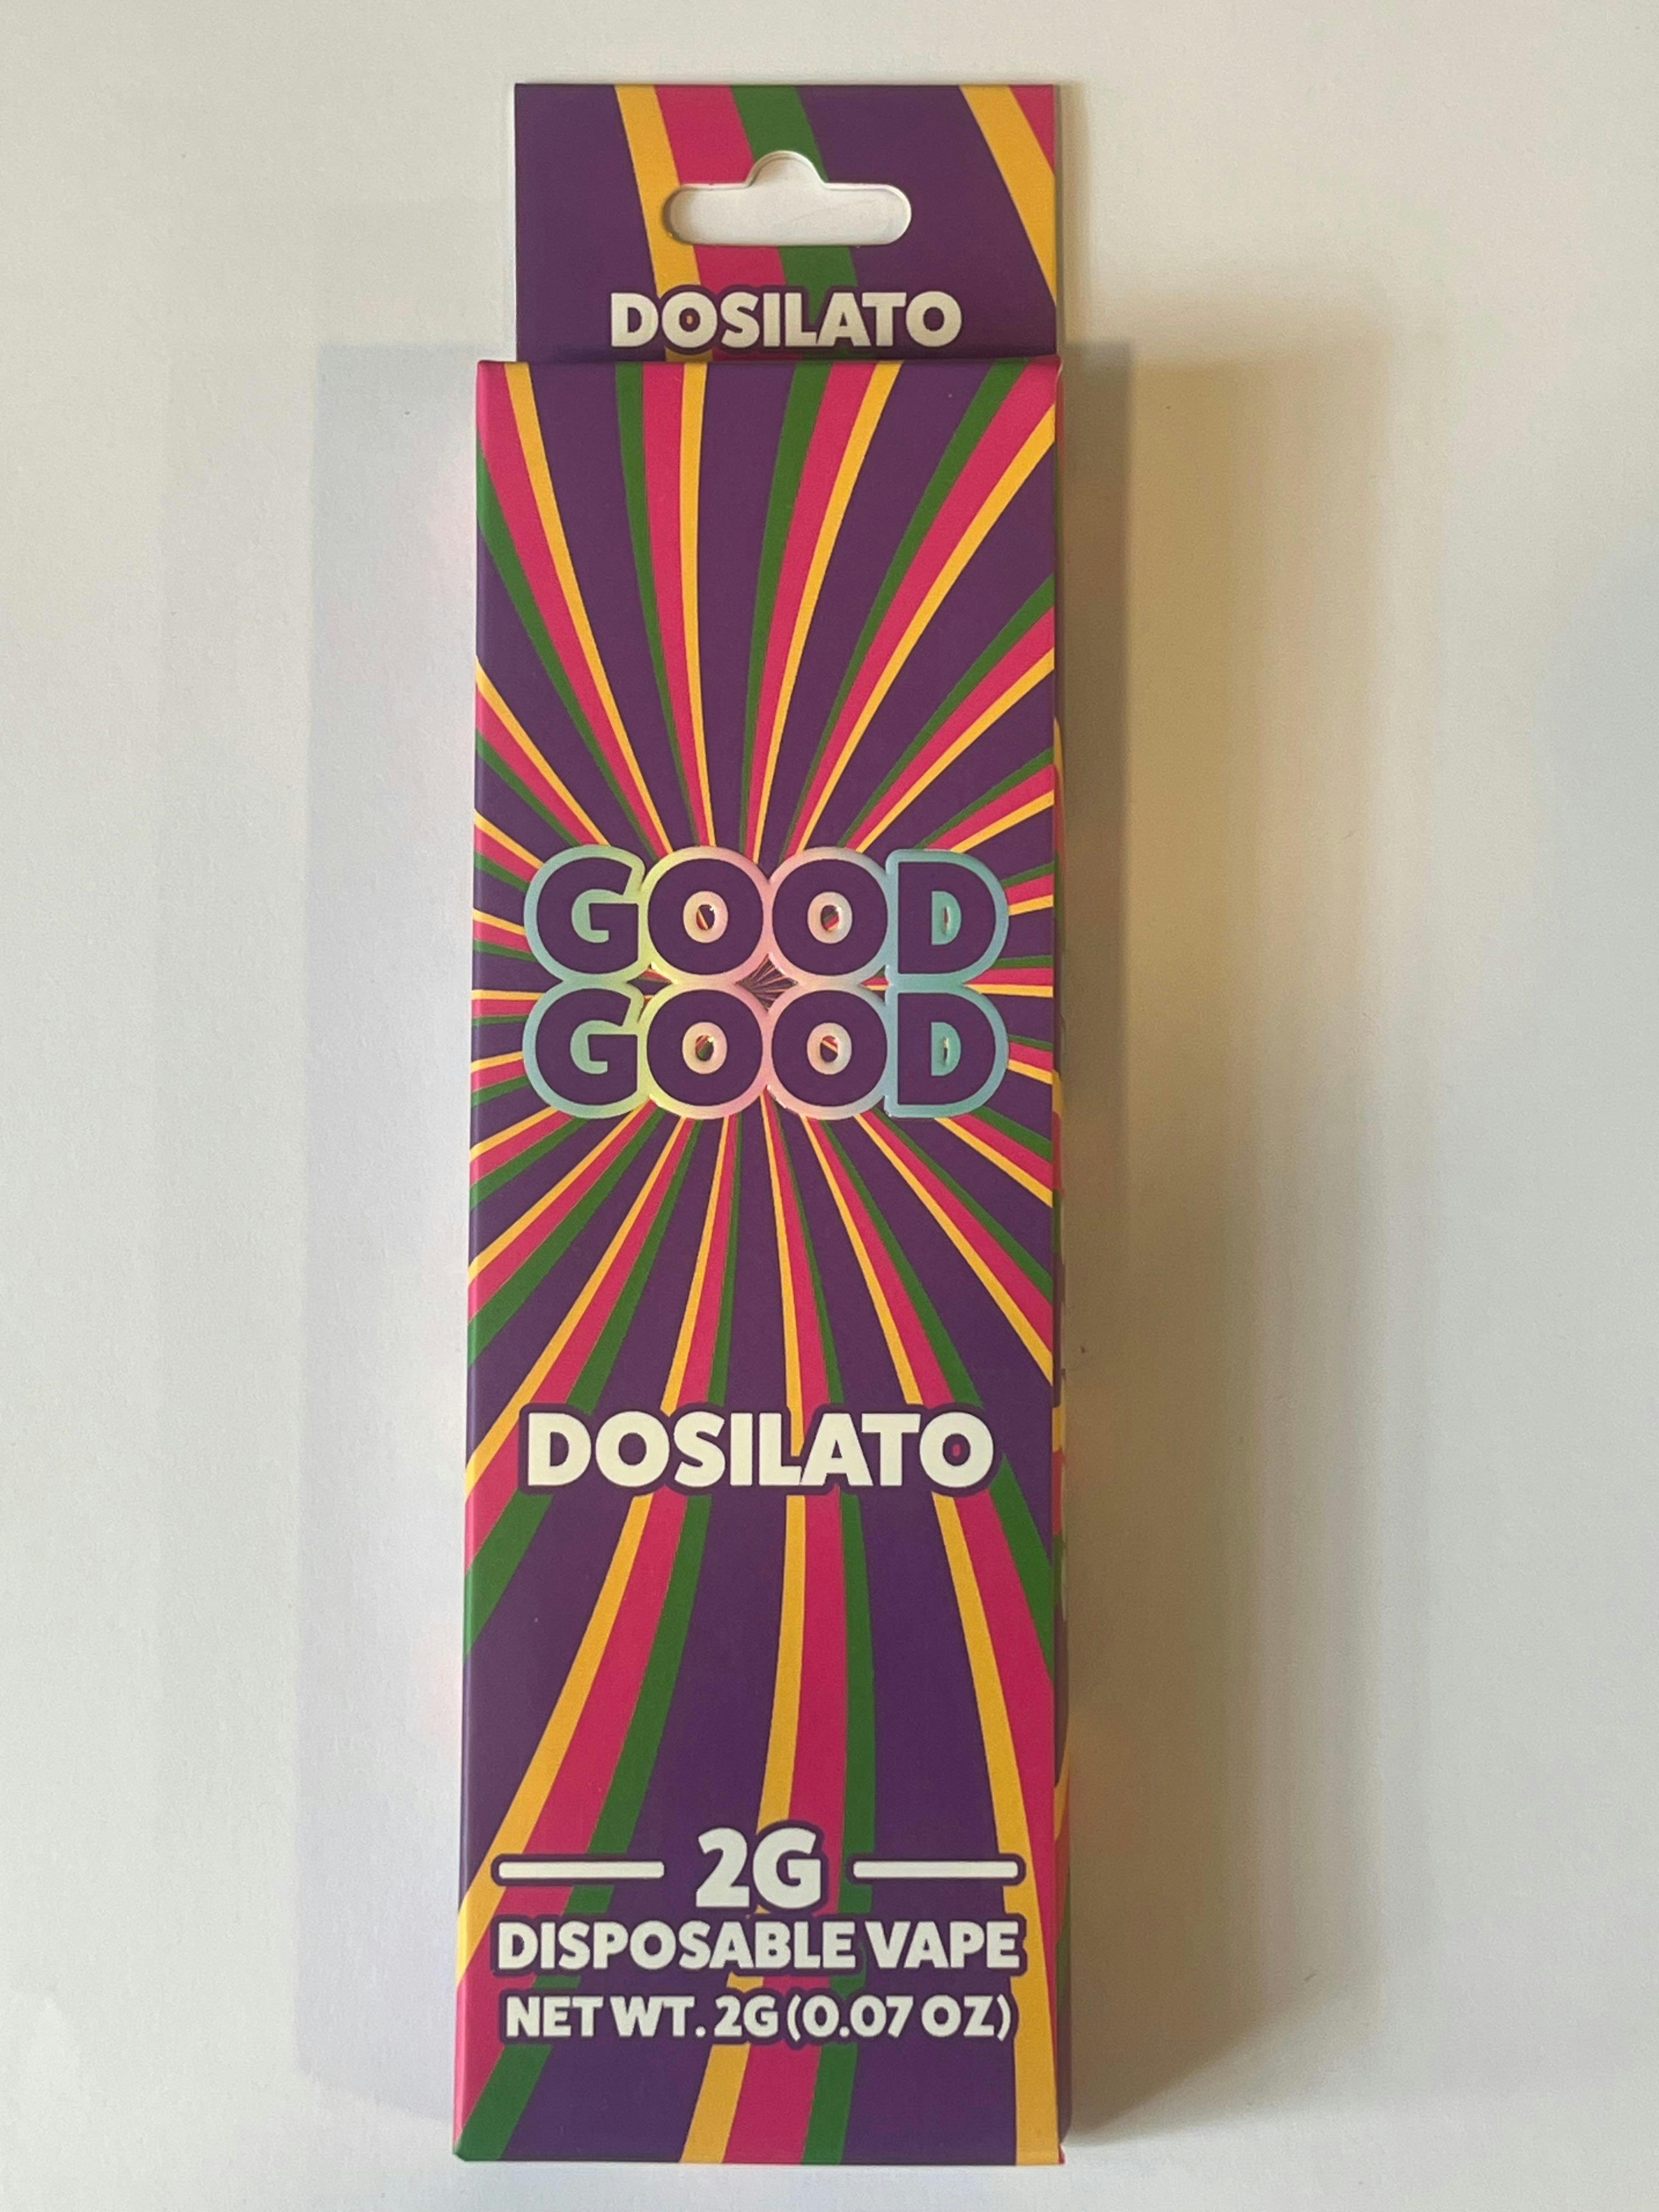 DOSILATO
GOOD
GOOD
DOSILATO
2G
DISPOSABLE VAPE
NET WT. 2G (0.07 OZ)